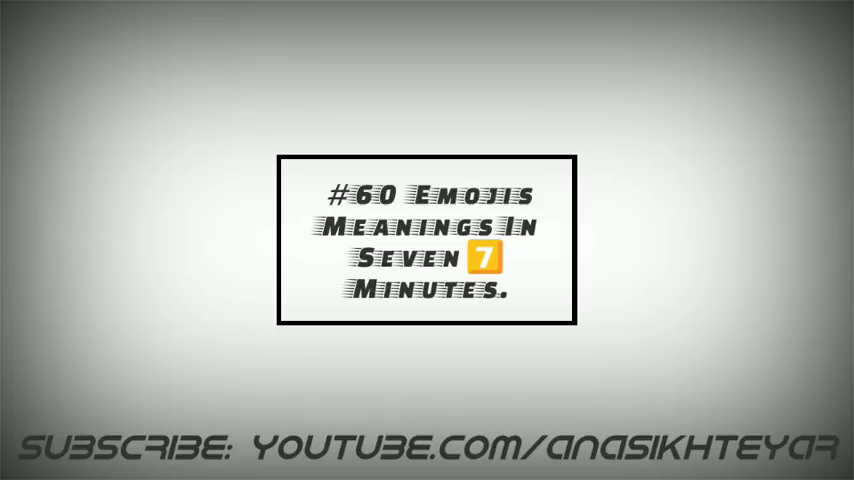 #60 Emojis
Meanings In
Seven 7️⃣
Minutes.
SUBSCRIBE: YOUTUBE.COM/ANASIKHTEYAR